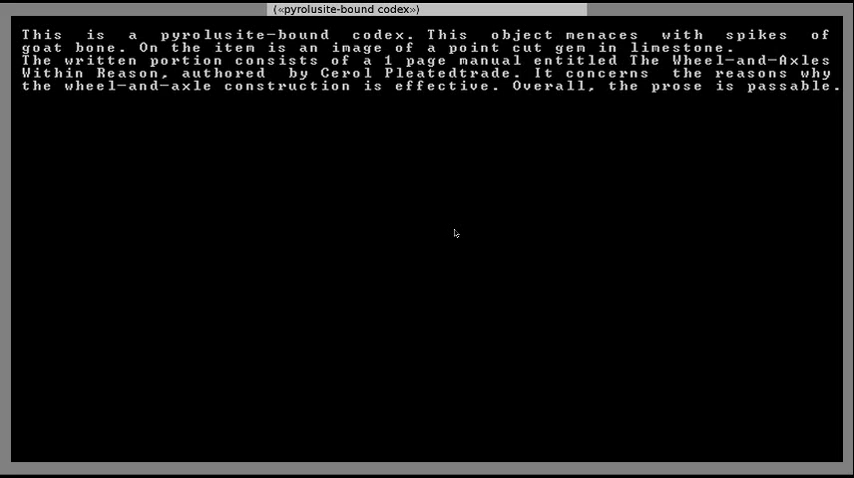 («pyrolusite-bound codex»)
This is a pyrolusite-bound codex. This object menaces with spikes of
goat bone. On the item is an image of a point cut gem in limestone.
The written portion consists of a 1 page manual entitled The Wheel-and-Axles
Within Reason, authored by Cerol Pleatedtrade. It concerns the reasons why
the wheel-and-axle construction is effective. Overall, the prose is passable.